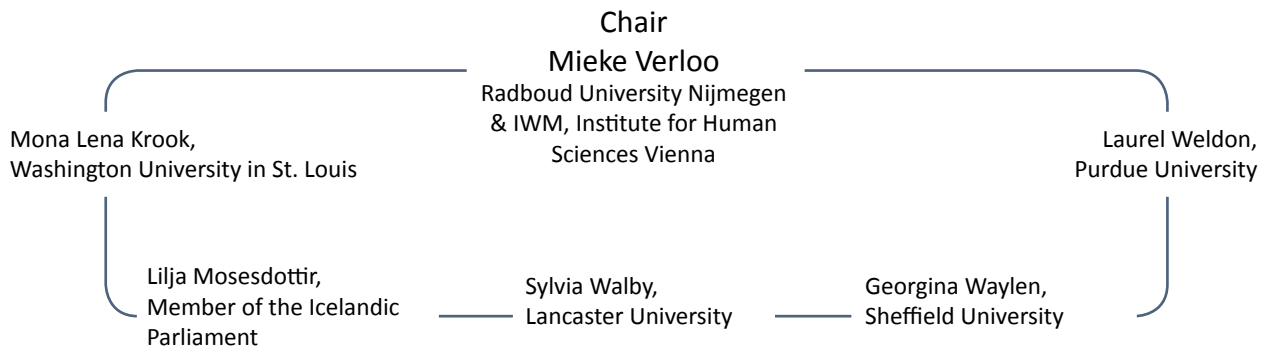 Chair
Mieke Verloo
Radboud University Nijmegen
& IWM, Institute for Human
Sciences Vienna
Mona Lena Krook,
Washington University in St. Louis
Laurel Weldon,
Purdue University
Lilja Mosesdottir,
Member of the Icelandic
Parliament
Sylvia Walby,
Lancaster University
Georgina Waylen,
Sheffield University